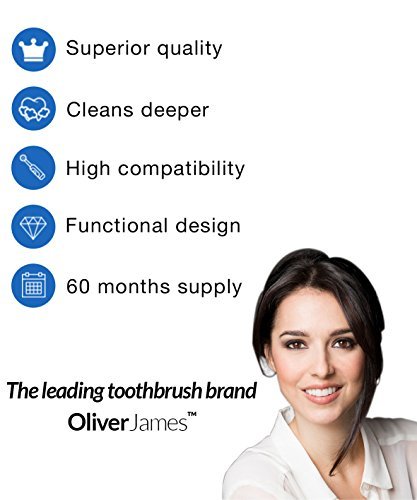 Superior quality
Cleans deeper
High compatibility
Functional design
60 months supply
The leading toothbrush brand
OliverJames™